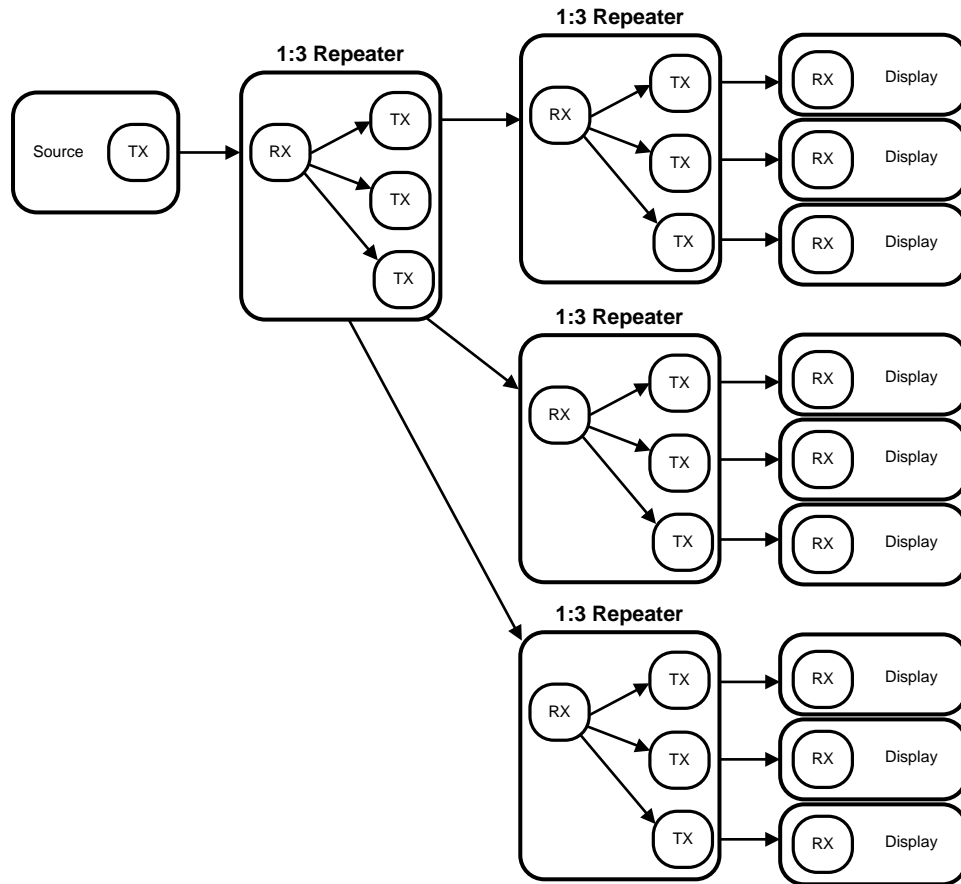 1:3 Repeater
1:3 Repeater
Source
TX
RX
TX
TX
TX
RX
TX
TX
TX
RX
Display
RX
Display
RX
Display
1:3 Repeater
RX
TX
TX
TX
RX
Display
RX
Display
RX
Display
1:3 Repeater
RX
TX
TX
TX
RX
Display
RX
Display
RX
Display